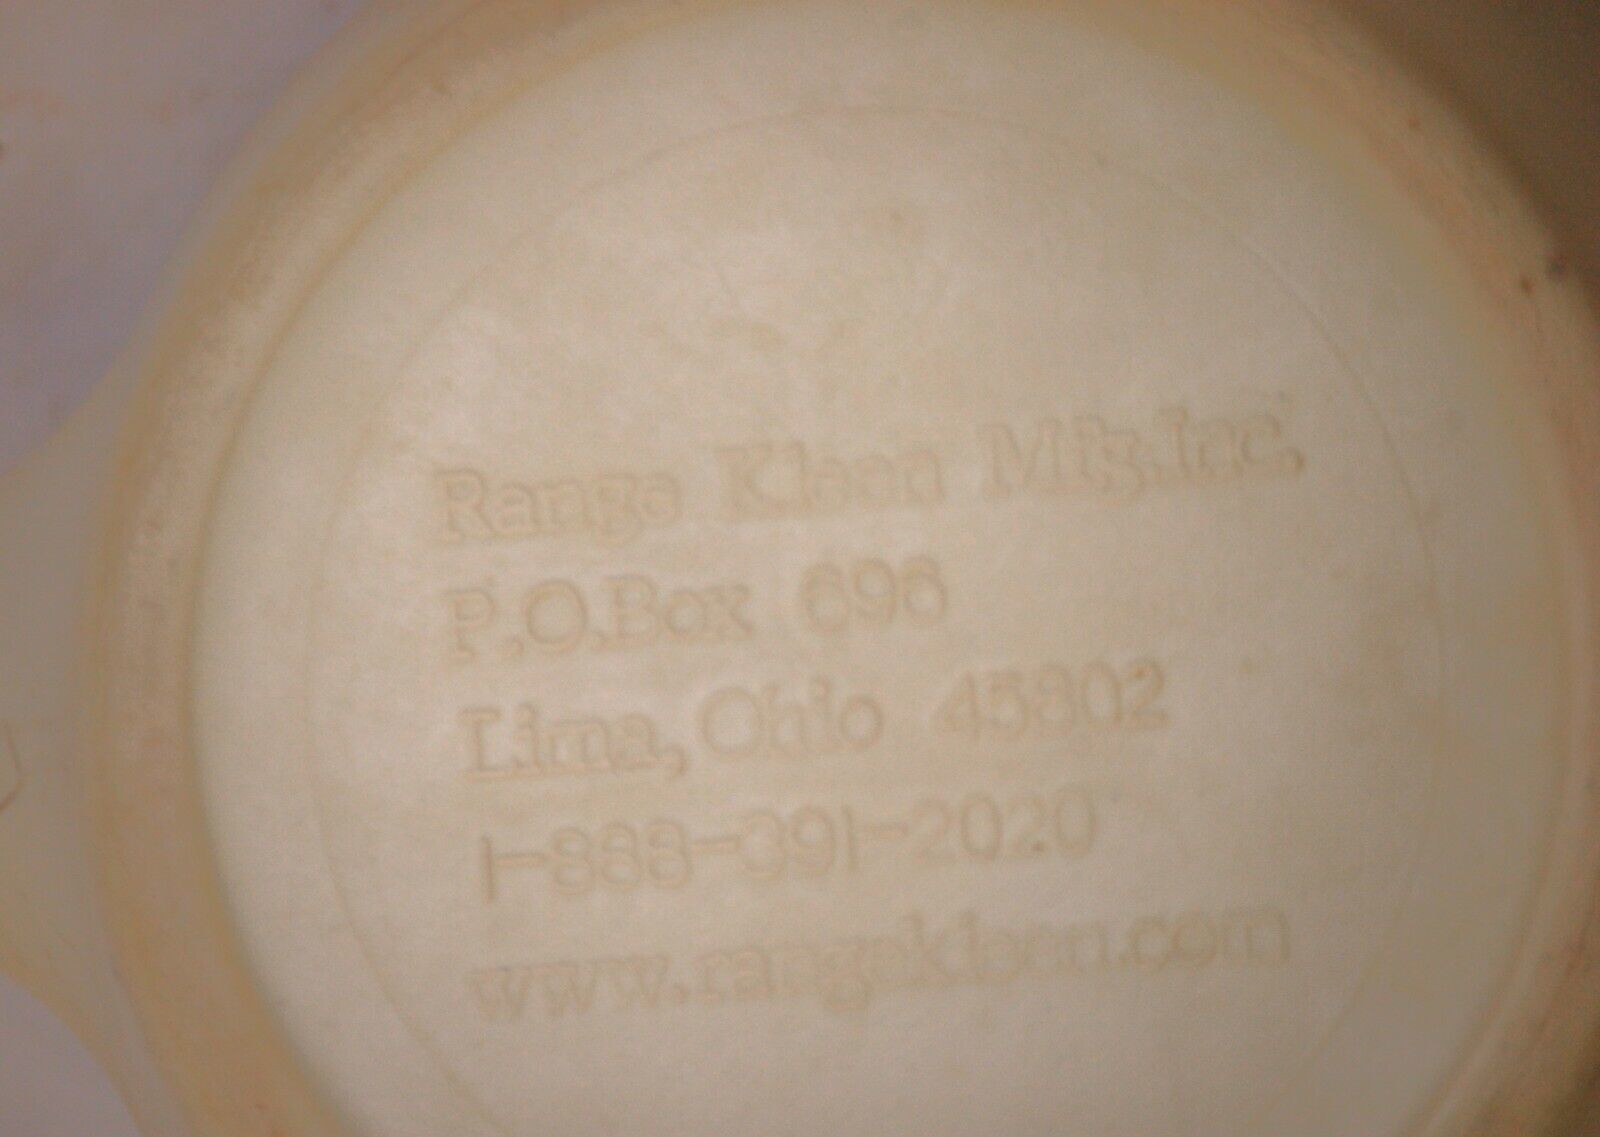 Range Kleen Mfg.Inc.
P.O.Box 696
Lima, Ohio 45802
1-888-391-2020
www.rangekleen.com